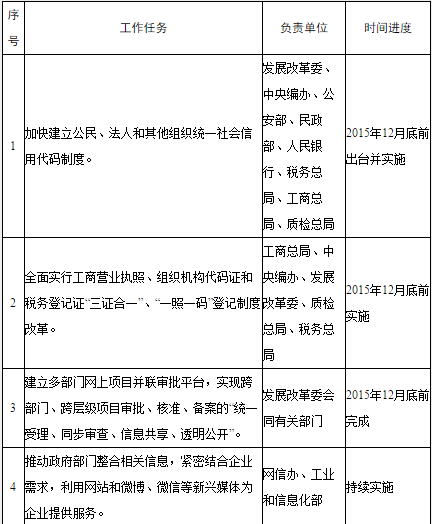 序
号
工作任务
负责单位
时间进度
1
加快建立公民、法人和其他组织统一社会信
用代码制度。
发展改革委、
中央编办、公
安部、民政
部、人民银
行、税务总
局、工商总
局、质检总局
2015年12月底前
出台并实施
2
全面实行工商营业执照、组织机构代码证和
税务登记证“三证合一”、“一照一码”登记制度
改革。
工商总局、中
央编办、发展
改革委、质检
总局、税务总
局
2015年12月底前
实施
3
建立多部门网上项目并联审批平台，实现跨
部门、跨层级项目审批、核准、备案的“统一
受理、同步审查、信息共享、透明公开”。
发展改革委会
同有关部门
2015年12月底前
完成
4
推动政府部门整合相关信息，紧密结合企业
需求，利用网站和微博、微信等新兴媒体为
企业提供服务。
网信办、工业
和信息化部
持续实施